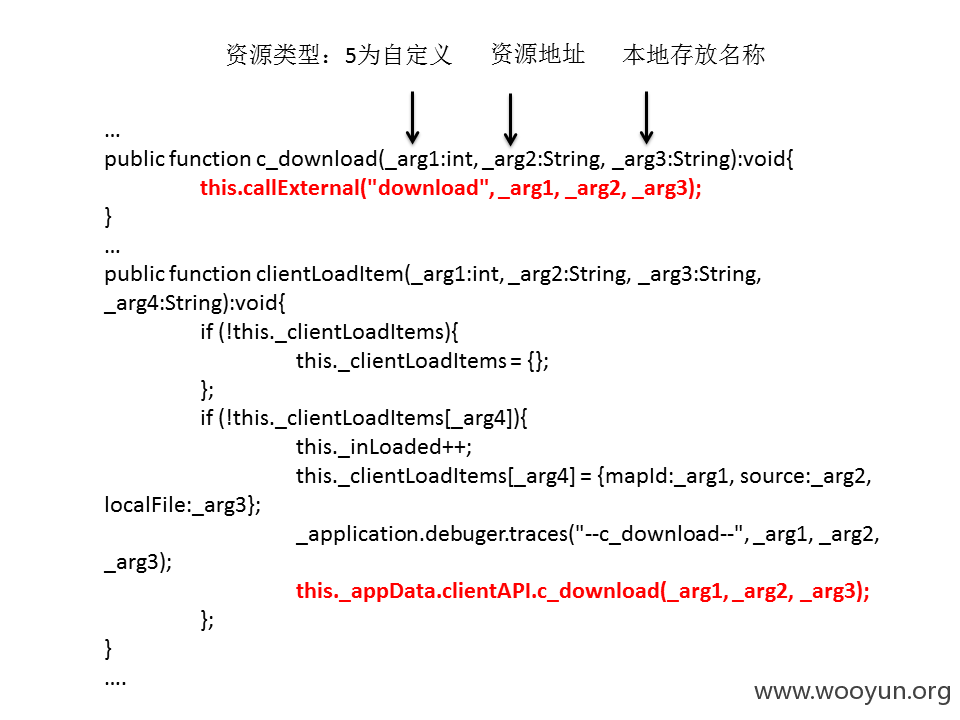 资源类型：5为自定义 资源地址 本地存放名称
...
public function c_download(_arg1:int, _arg2:String, _arg3:String):void{
this.callExternal("download", _arg1, _arg2, _arg3);
}
...
public function clientLoadItem(_arg1:int, _arg2:String, _arg3:String,
_arg4:String):void{
if (!this._clientLoadItems){
this._clientLoadItems = {};
};
if (!this._clientLoadItems[_arg4]){
this._inLoaded++;
this._clientLoadItems[_arg4] = {mapId:_arg1, source:_arg2,
localFile:_arg3};
_application.debuger.traces("--c_download--", _arg1, _arg2,
_arg3);
this._appData.clientAPI.c_download(_arg1, _arg2, _arg3);
};
}
....
www.wooyun.org